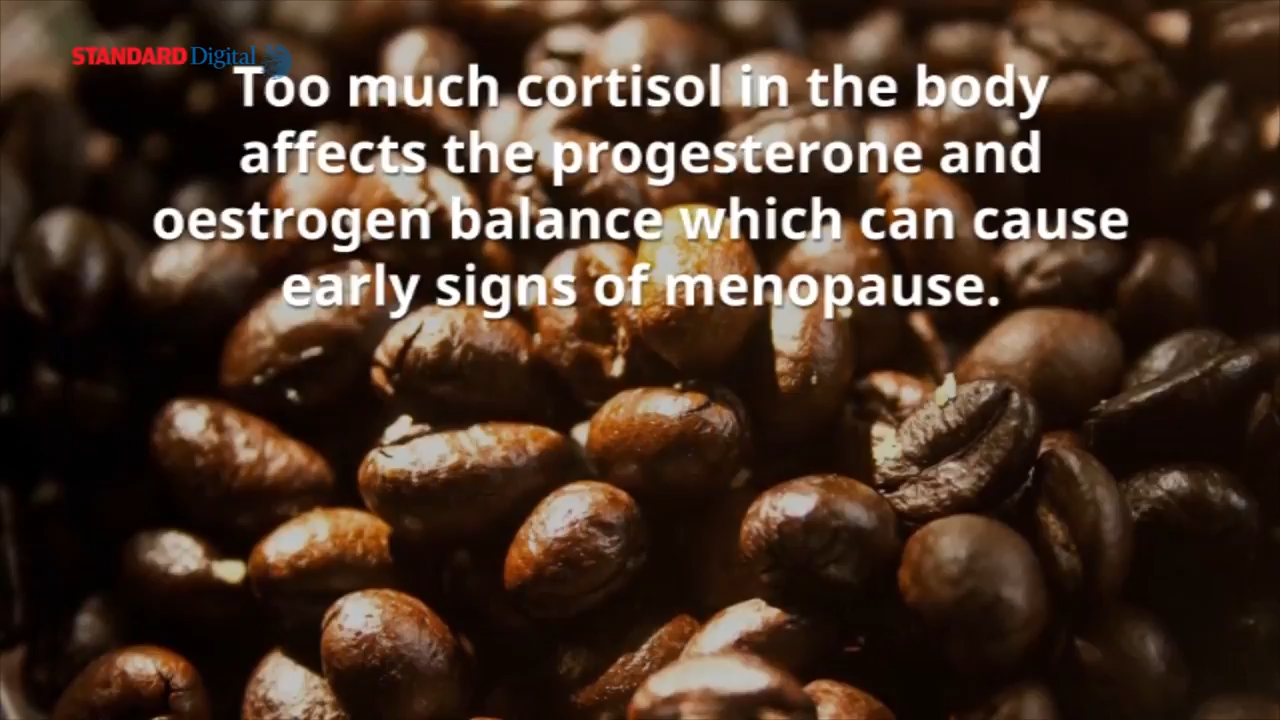 STANDARD Digital
Too much cortisol in the body
affects the progesterone and
oestrogen balance which can cause
early signs of menopause.